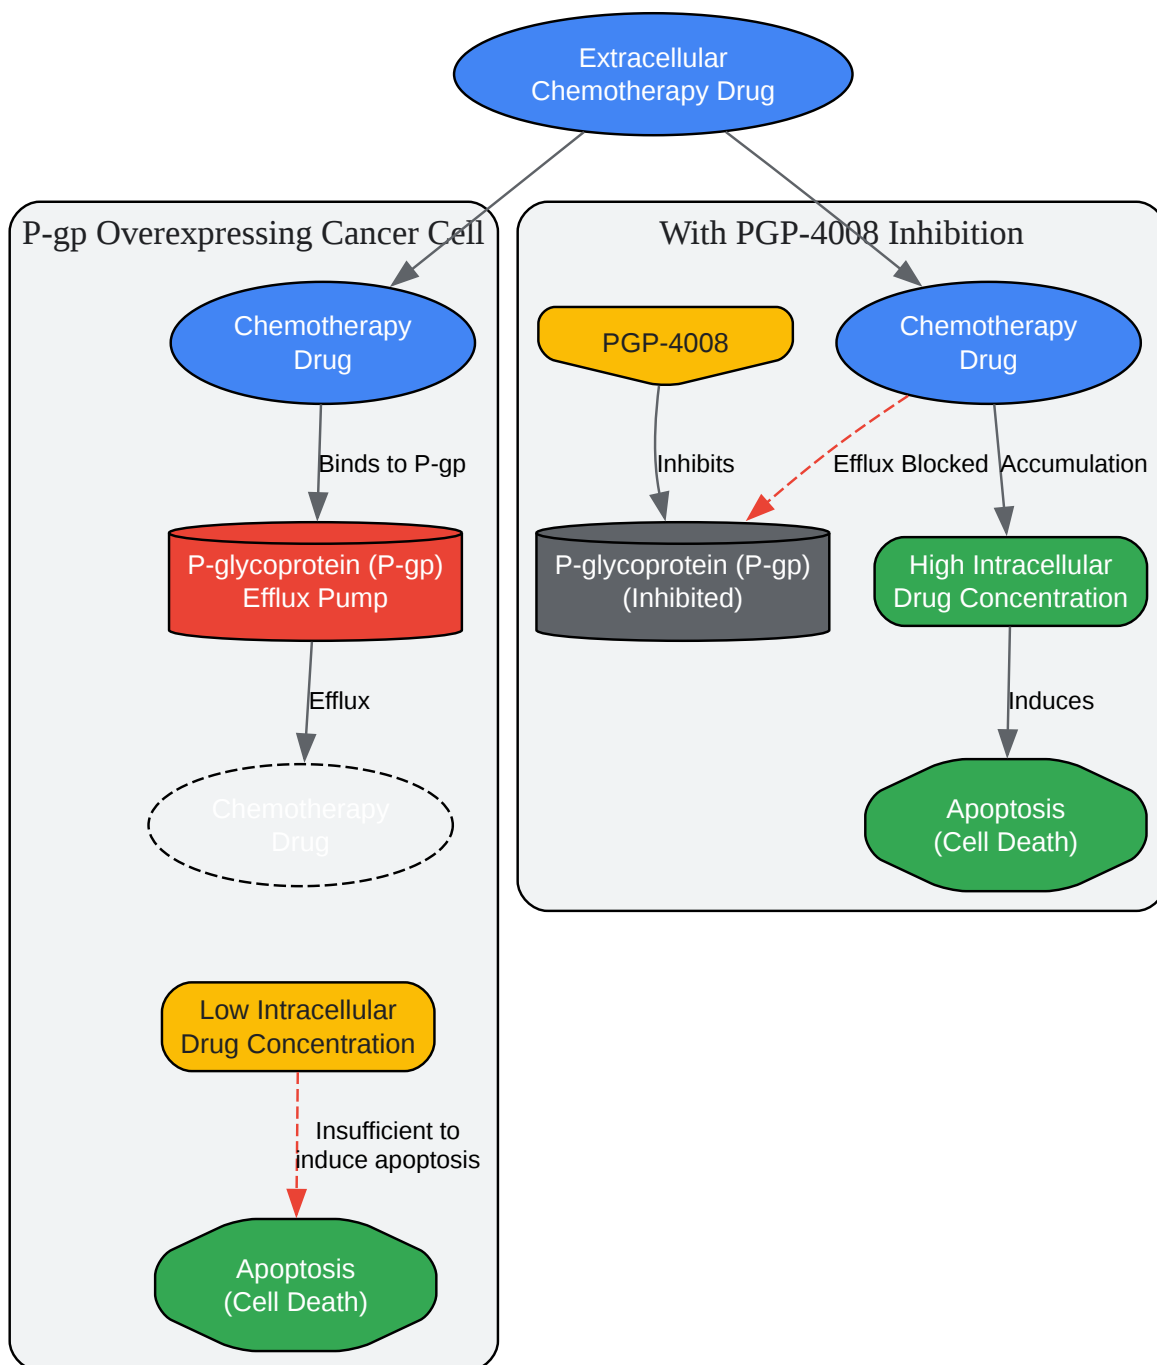 Extracellular
Chemotherapy Drug
P-gp Overexpressing Cancer Cell
Chemotherapy
Drug
Binds to P-gp
P-glycoprotein (P-gp)
Efflux Pump
Efflux
Chemotherapy
Drug
Low Intracellular
Drug Concentration
Insufficient to
induce apoptosis
Apoptosis
(Cell Death)
With PGP-4008 Inhibition
PGP-4008
Chemotherapy
Drug
Inhibits
Efflux Blocked
Accumulation
P-glycoprotein (P-gp)
(Inhibited)
High Intracellular
Drug Concentration
Induces
Apoptosis
(Cell Death)